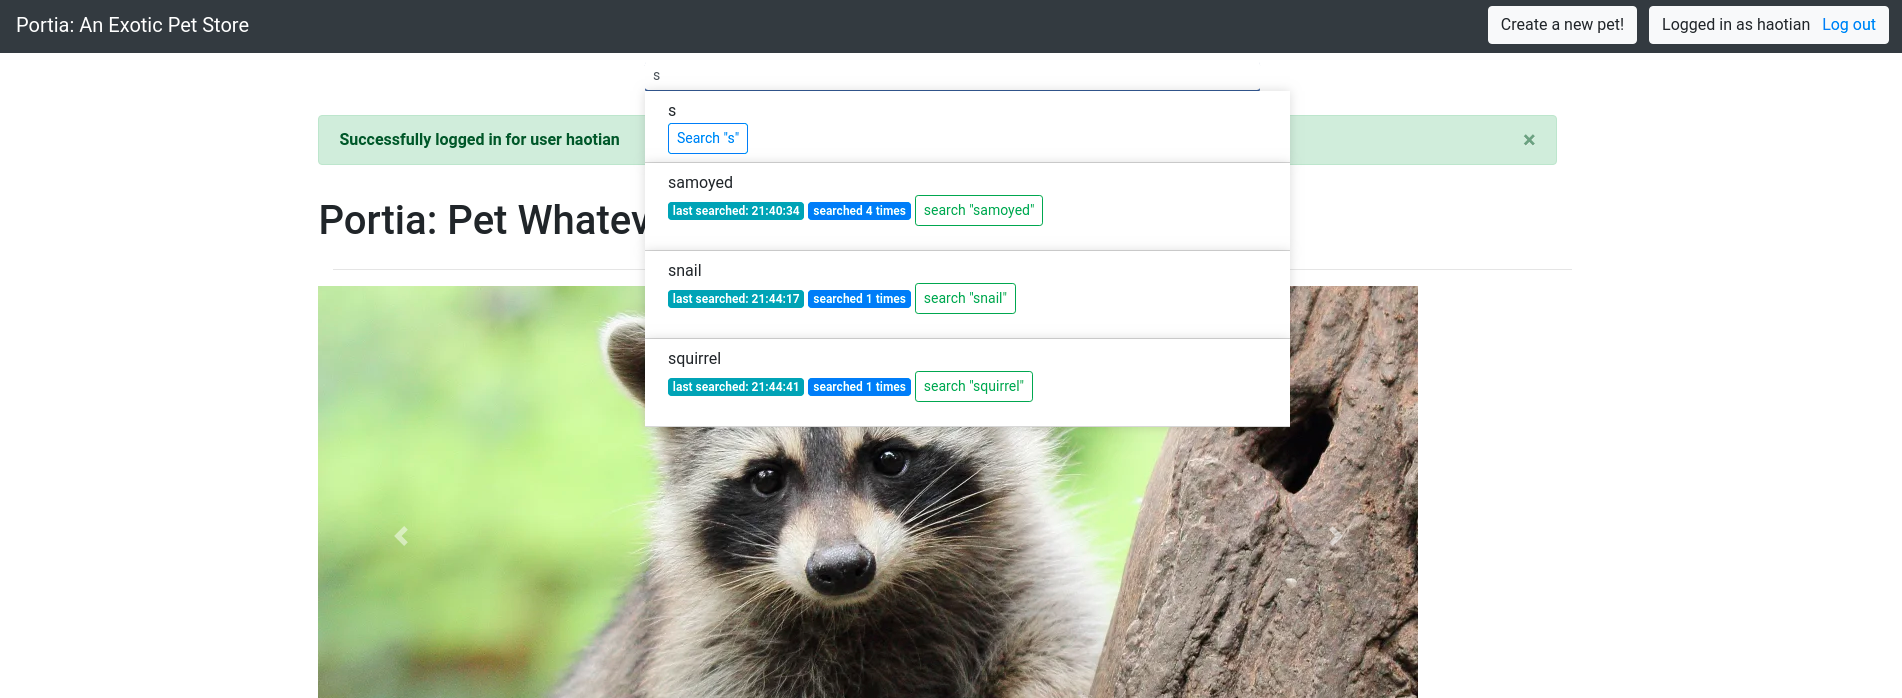 Portia: An Exotic Pet Store
Create a new pet!
Logged in as haotian Log out
s
s
Search "s"
Successfully logged in for user haotian ×
samoyed
last searched: 21:40:34 searched 4 times search "samoyed"
Portia: Pet Whatev
snail
last searched: 21:44:17 searched 1 times search "snail"
squirrel
last searched: 21:44:41 searched 1 times search "squirrel"